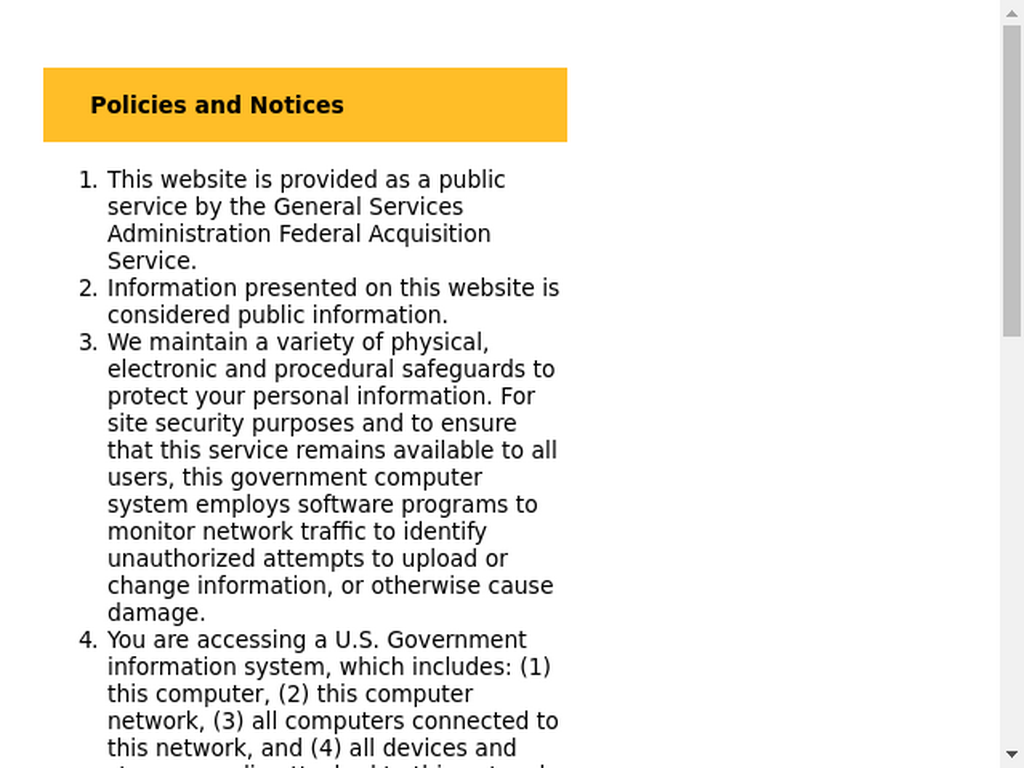 Policies and Notices
1. This website is provided as a public
service by the General Services
Administration Federal Acquisition
Service.
2. Information presented on this website is
considered public information.
3. We maintain a variety of physical,
electronic and procedural safeguards to
protect your personal information. For
site security purposes and to ensure
that this service remains available to all
users, this government computer
system employs software programs to
monitor network traffic to identify
unauthorized attempts to upload or
change information, or otherwise cause
damage.
4. You are accessing a U.S. Government
information system, which includes: (1)
this computer, (2) this computer
network, (3) all computers connected to
this network, and (4) all devices and